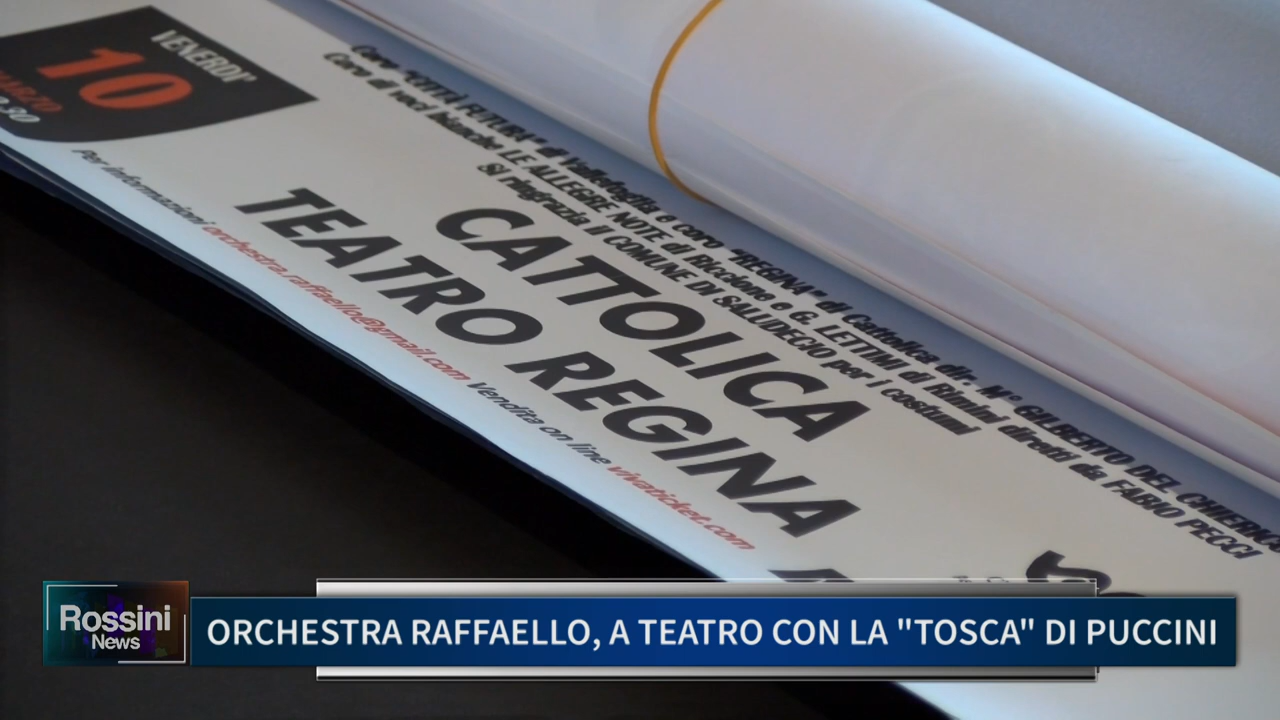 VENERDI'
10
MARZO
Coro "CITTÀ FUTURA" di Vallefoglia e coro "REGINA" di Cattolica dir. M° GILBERTO DEL CHIERICO
Coro di voci bianche LE ALLEGRE NOTE di Riccione e G. LETTIMI di Rimini diretti da FABIO PECCI
Si ringrazia il COMUNE DI SALUDECIO per i costumi
CATTOLICA
TEATRO REGINA
Per informazioni orchestra.raffaello@gmail.com Vendita on line vivaticket.com
Rossini
News
ORCHESTRA RAFFAELLO, A TEATRO CON LA "TOSCA" DI PUCCINI